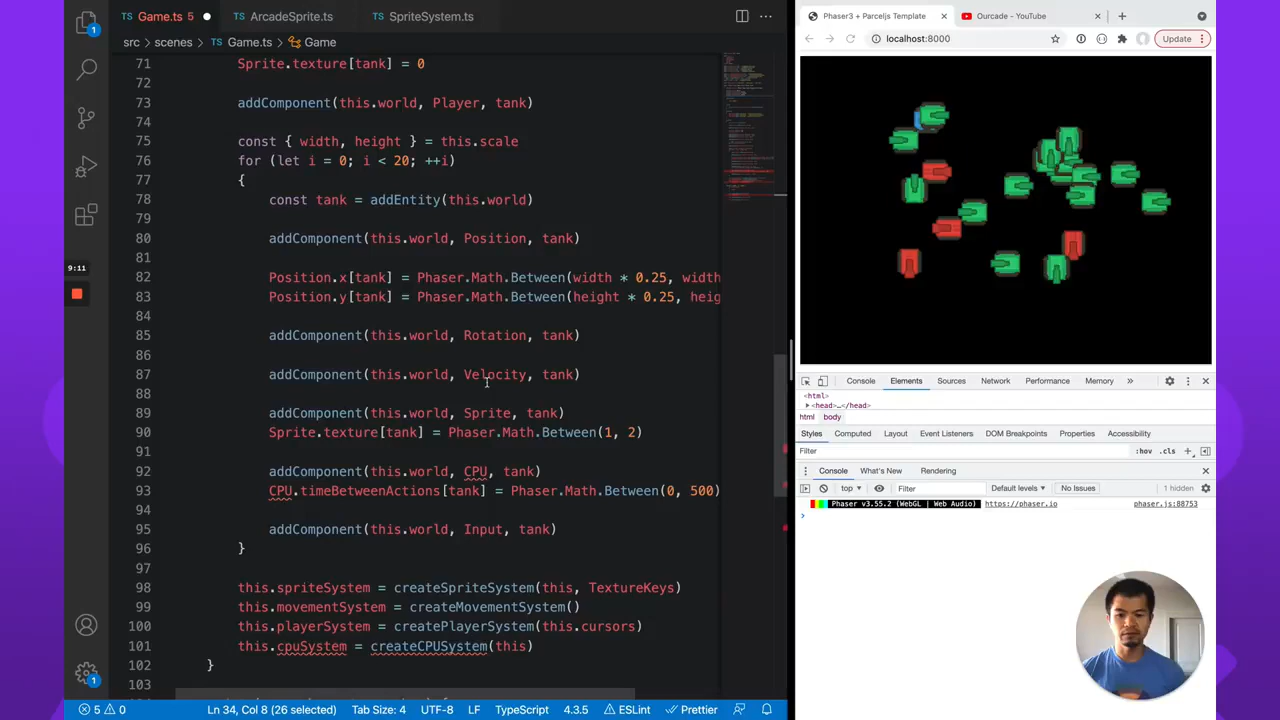 Game.ts 5
ArcadeSprite.ts
SpriteSystem.ts
src > scenes > Game.ts > Game
71 Sprite.texture[tank] = 0
72
73 addComponent(this.world, Player, tank)
74
75 const { width, height } = this.scale
76 for (let i = 0; i < 20; ++i)
77 {
78 const tank = addEntity(this.world)
79
80 addComponent(this.world, Position, tank)
81
82 Position.x[tank] = Phaser.Math.Between(width * 0.25, width
83 Position.y[tank] = Phaser.Math.Between(height * 0.25, heig
84
85 addComponent(this.world, Rotation, tank)
86
87 addComponent(this.world, Velocity, tank)
88
89 addComponent(this.world, Sprite, tank)
90 Sprite.texture[tank] = Phaser.Math.Between(1, 2)
91
92 addComponent(this.world, CPU, tank)
93 CPU.timeBetweenActions[tank] = Phaser.Math.Between(0, 500)
94
95 addComponent(this.world, Input, tank)
96 }
97
98 this.spriteSystem = createSpriteSystem(this, TextureKeys)
99 this.movementSystem = createMovementSystem()
100 this.playerSystem = createPlayerSystem(this.cursors)
101 this.cpuSystem = createCPUSystem(this)
102 }
103
9:11
1
1
5 0
Ln 34, Col 8 (26 selected)
Tab Size: 4
UTF-8
LF
TypeScript
4.3.5
ESLint
Prettier
Phaser3 + Parceljs Template
Ourcade - YouTube
localhost:8000
Update
Console
Elements
Sources
Network
Performance
Memory
<html>
<head>…</head>
html body
Styles
Computed
Layout
Event Listeners
DOM Breakpoints
Properties
Accessibility
Filter
:hov .cls
Console
What's New
Rendering
top
Filter
Default levels
No Issues
1 hidden
Phaser v3.55.2 (WebGL | Web Audio) https://phaser.io
phaser.js:88753